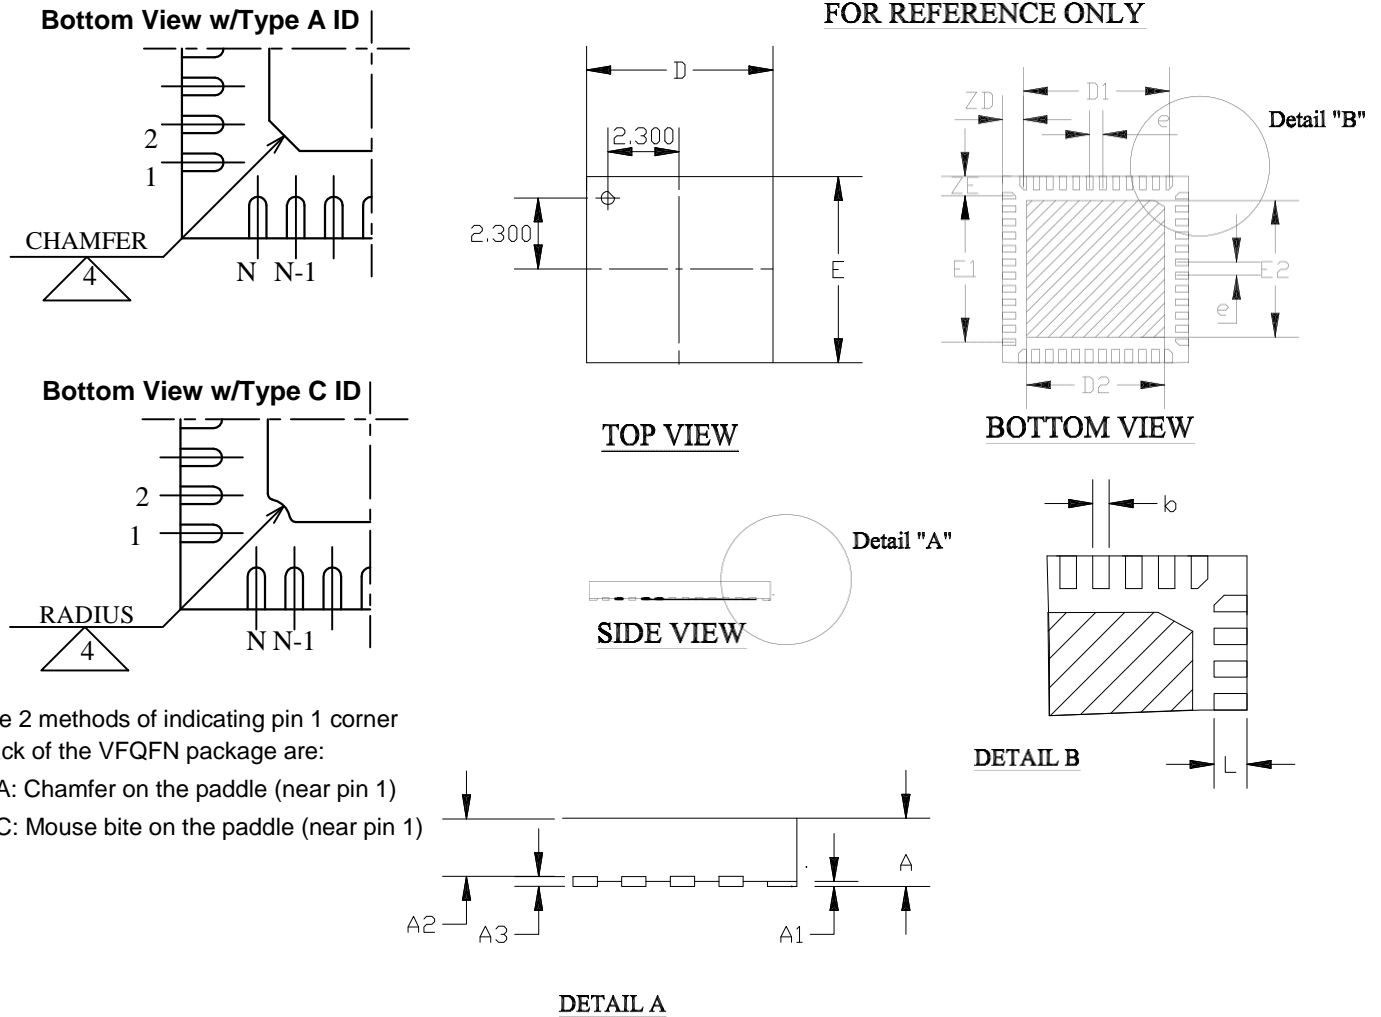 Bottom View w/Type A ID
2
1
CHAMFER
4
N N-1
Bottom View w/Type C ID
2
1
RADIUS
4
N N-1
e 2 methods of indicating pin 1 corner
ck of the VFQFN package are:
A: Chamfer on the paddle (near pin 1)
C: Mouse bite on the paddle (near pin 1)
FOR REFERENCE ONLY
D
2.300
2.300
E
TOP VIEW
ZD
D1
e
Detail "B"
ZE
E1
E2
e
D2
BOTTOM VIEW
Detail "A"
SIDE VIEW
b
L
DETAIL B
A
A2
A3
A1
DETAIL A